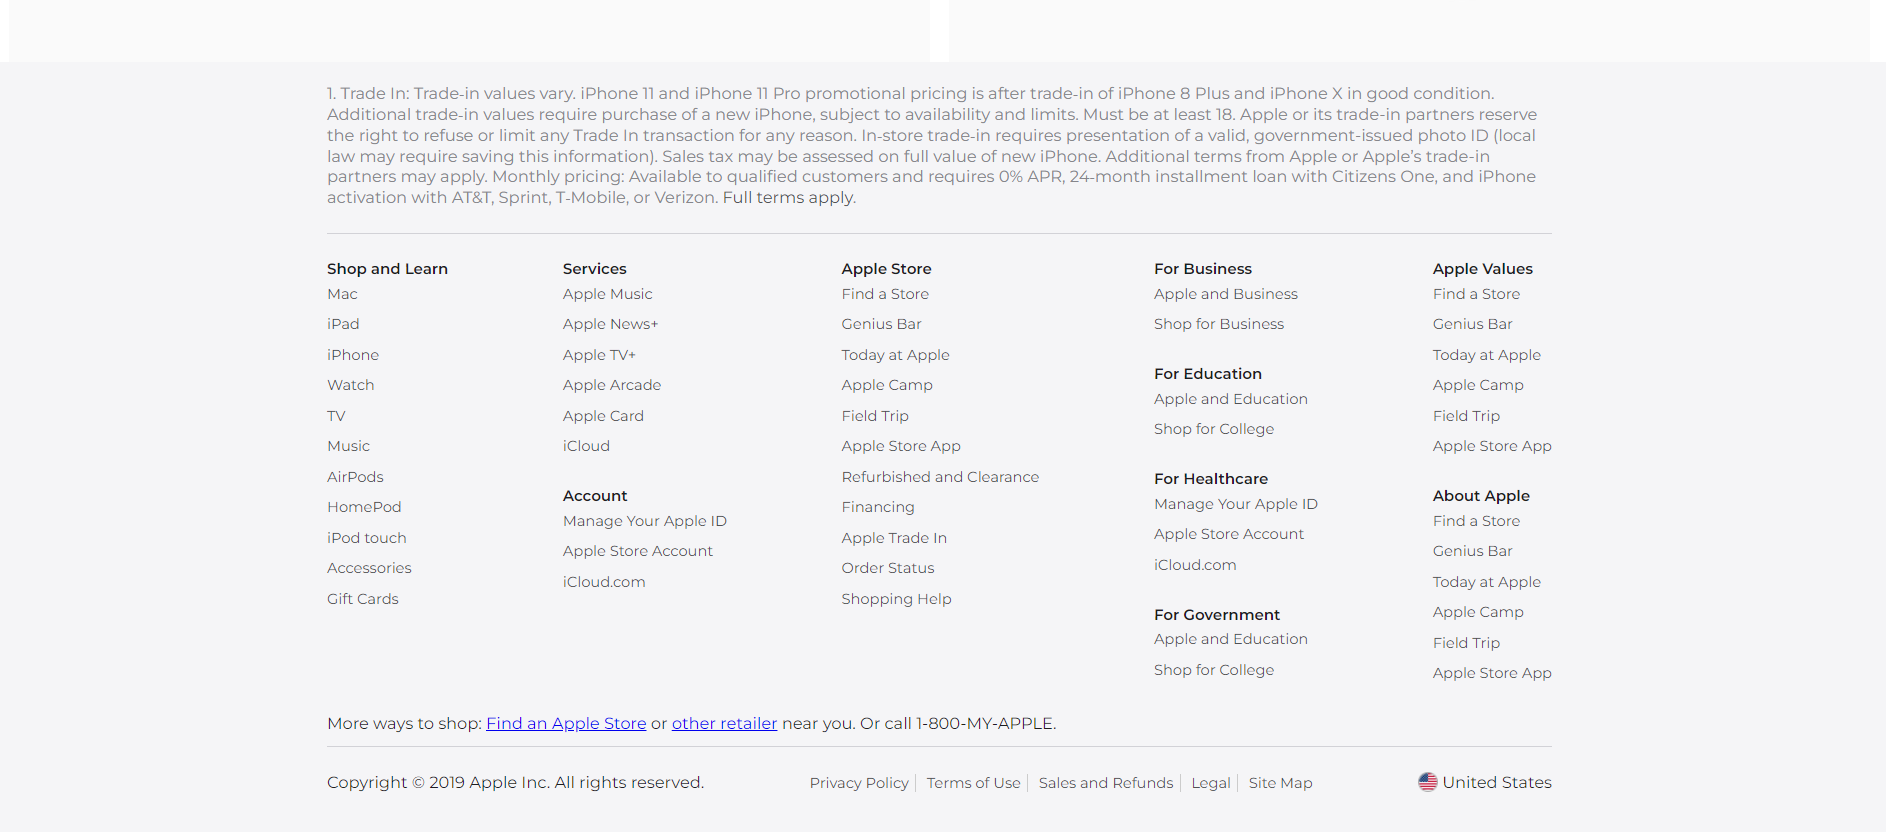 1. Trade In: Trade-in values vary. iPhone 11 and iPhone 11 Pro promotional pricing is after trade-in of iPhone 8 Plus and iPhone X in good condition.
Additional trade-in values require purchase of a new iPhone, subject to availability and limits. Must be at least 18. Apple or its trade-in partners reserve
the right to refuse or limit any Trade In transaction for any reason. In-store trade-in requires presentation of a valid, government-issued photo ID (local
law may require saving this information). Sales tax may be assessed on full value of new iPhone. Additional terms from Apple or Apple’s trade-in
partners may apply. Monthly pricing: Available to qualified customers and requires 0% APR, 24-month installment loan with Citizens One, and iPhone
activation with AT&T, Sprint, T-Mobile, or Verizon. Full terms apply.
Shop and Learn
Mac
iPad
iPhone
Watch
TV
Music
AirPods
HomePod
iPod touch
Accessories
Gift Cards
Services
Apple Music
Apple News+
Apple TV+
Apple Arcade
Apple Card
iCloud
Account
Manage Your Apple ID
Apple Store Account
iCloud.com
Apple Store
Find a Store
Genius Bar
Today at Apple
Apple Camp
Field Trip
Apple Store App
Refurbished and Clearance
Financing
Apple Trade In
Order Status
Shopping Help
For Business
Apple and Business
Shop for Business
For Education
Apple and Education
Shop for College
For Healthcare
Manage Your Apple ID
Apple Store Account
iCloud.com
For Government
Apple and Education
Shop for College
Apple Values
Find a Store
Genius Bar
Today at Apple
Apple Camp
Field Trip
Apple Store App
About Apple
Find a Store
Genius Bar
Today at Apple
Apple Camp
Field Trip
Apple Store App
More ways to shop: Find an Apple Store or other retailer near you. Or call 1-800-MY-APPLE.
Copyright © 2019 Apple Inc. All rights reserved.
Privacy Policy
Terms of Use
Sales and Refunds
Legal
Site Map
United States